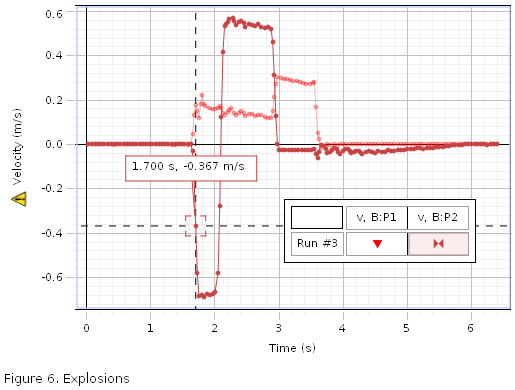 0.6
0.4
0.2
0.0
-0.2
-0.4
-0.6
Velocity (m/s)
1.700 s, -0.367 m/s
v, B:P1 v, B:P2
Run #3
0 1 2 3 4 5 6
Time (s)
Figure 6. Explosions